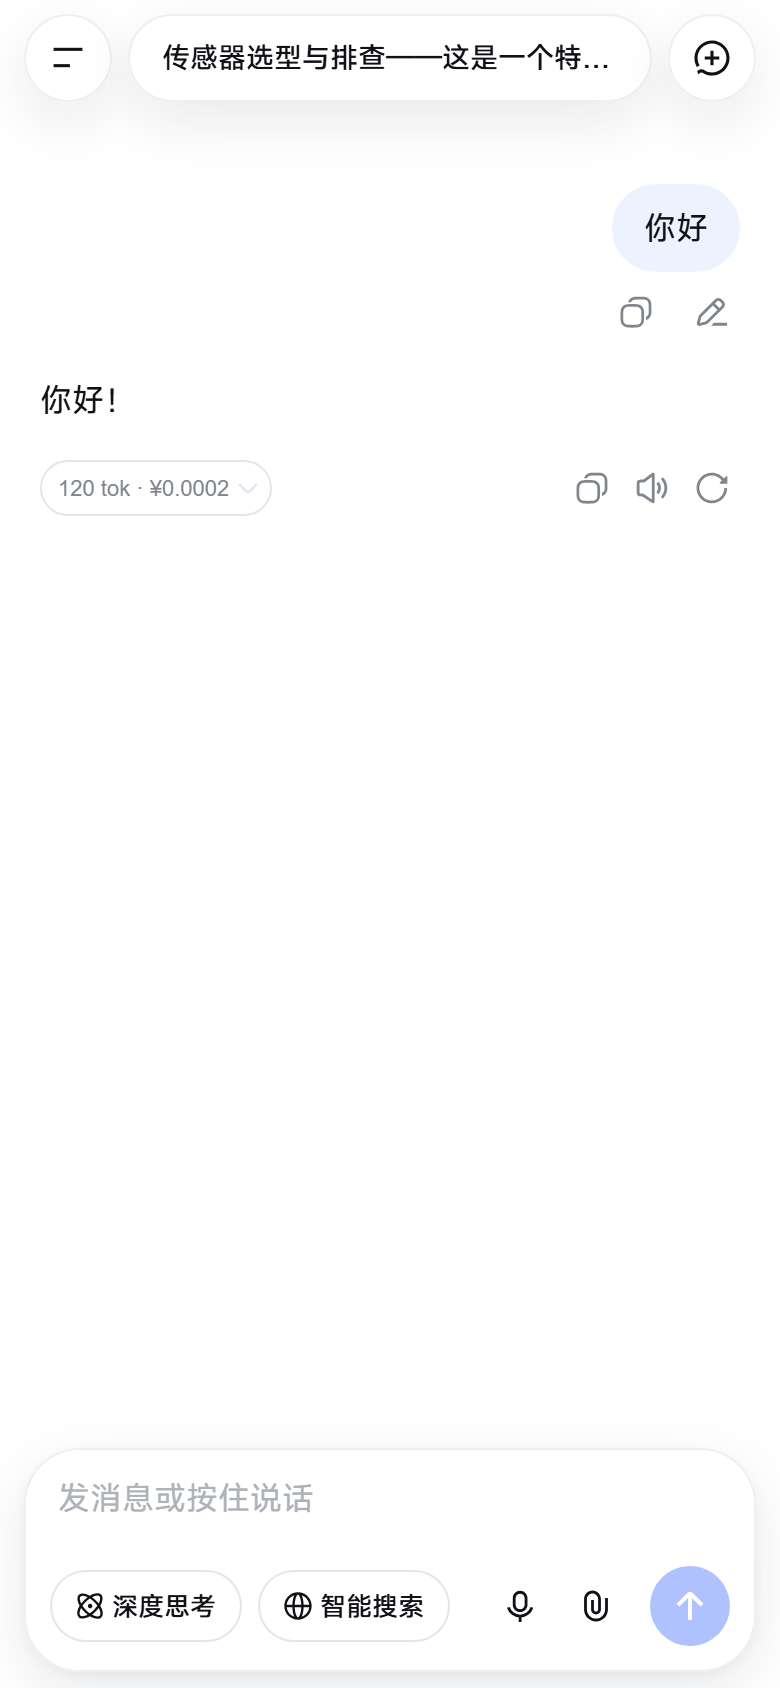 传感器选型与排查——这是一个特...
你好
你好！
120 tok · ¥0.0002
发消息或按住说话
深度思考
智能搜索